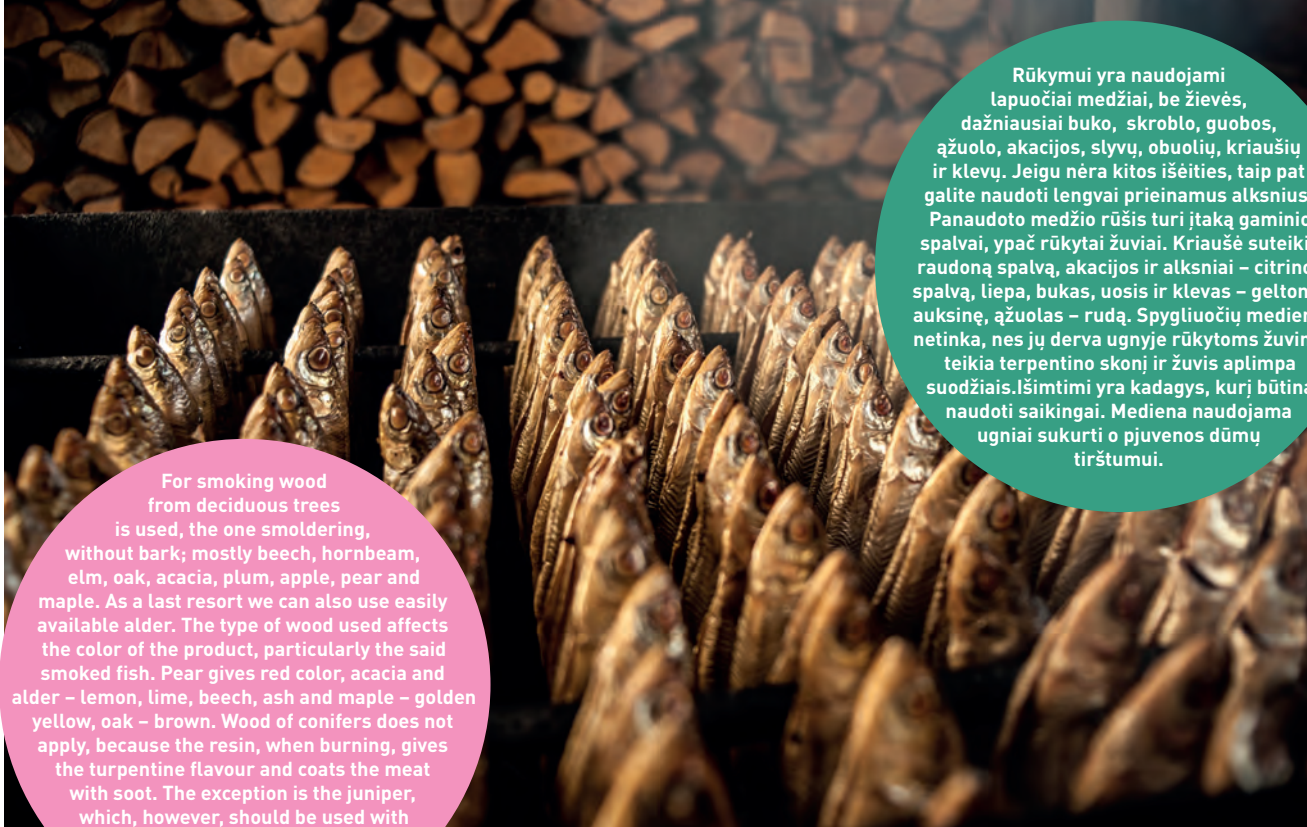 Rūkymui yra naudojami
lapuočiai medžiai, be žievės,
dažniausiai buko, skroblo, guobos,
ąžuolo, akacijos, slyvų, obuolių, kriaušių
ir klevų. Jeigu nėra kitos išėities, taip pat
galite naudoti lengvai prieinamus alksnius
Panaudoto medžio rūšis turi įtaką gaminio
spalvai, ypač rūkytai žuviai. Kriaušė suteiki
raudoną spalvą, akacijos ir alksniai – citrino
spalvą, liepa, bukas, uosis ir klevas – gelton
auksinę, ąžuolas – rudą. Spygliuočių medien
netinka, nes jų derva ugnyje rūkytoms žuvi
teikia terpentino skonį ir žuvis aplimpa
suodžiais.Išimtimi yra kadagys, kurį būtina
naudoti saikingai. Mediena naudojama
ugniai sukurti o pjuvenos dūmų
tirštumui.
For smoking wood
from deciduous trees
is used, the one smoldering,
without bark; mostly beech, hornbeam,
elm, oak, acacia, plum, apple, pear and
maple. As a last resort we can also use easily
available alder. The type of wood used affects
the color of the product, particularly the said
smoked fish. Pear gives red color, acacia and
alder – lemon, lime, beech, ash and maple – golden
yellow, oak – brown. Wood of conifers does not
apply, because the resin, when burning, gives
the turpentine flavour and coats the meat
with soot. The exception is the juniper,
which, however, should be used with